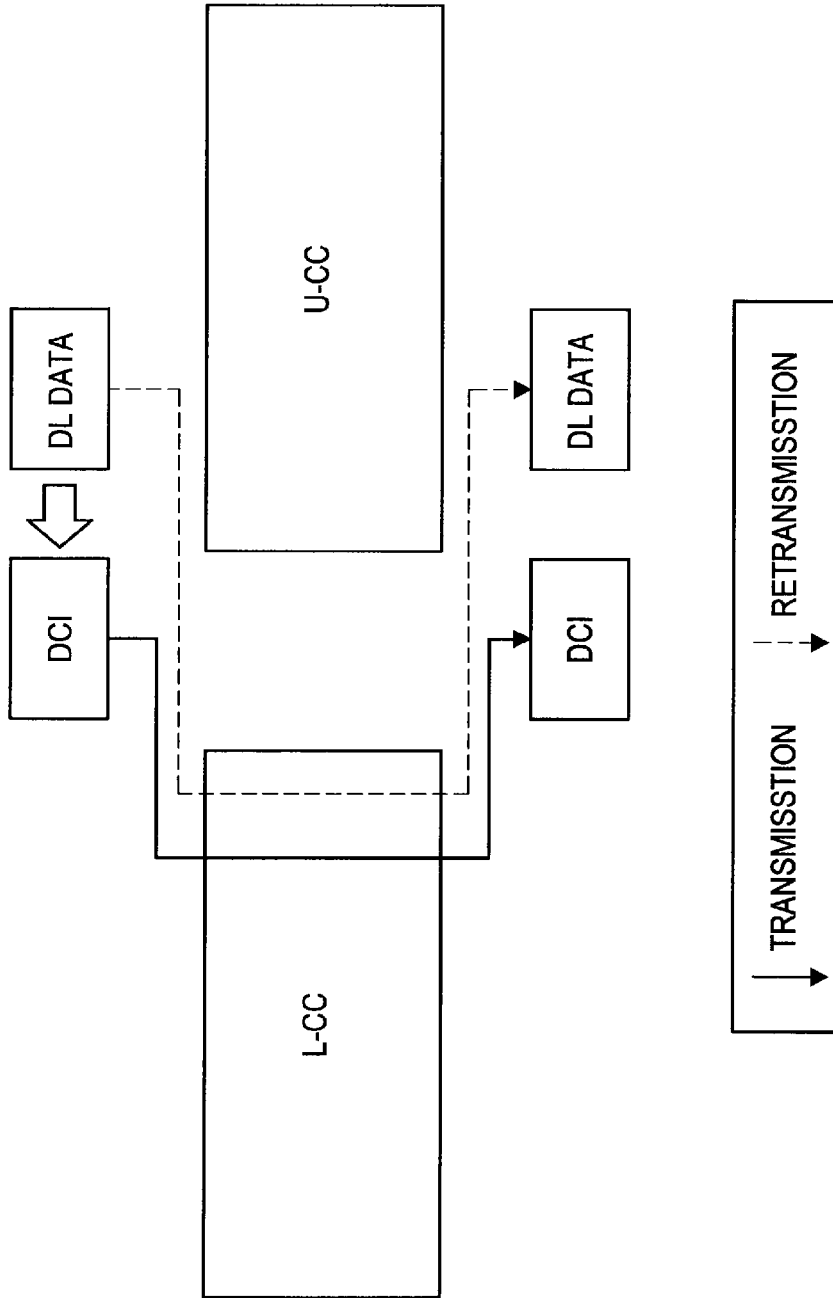 DCI
DL DATA
L-CC
U-CC
DCI
DL DATA
TRANSMISSTION
RETRANSMISSTION